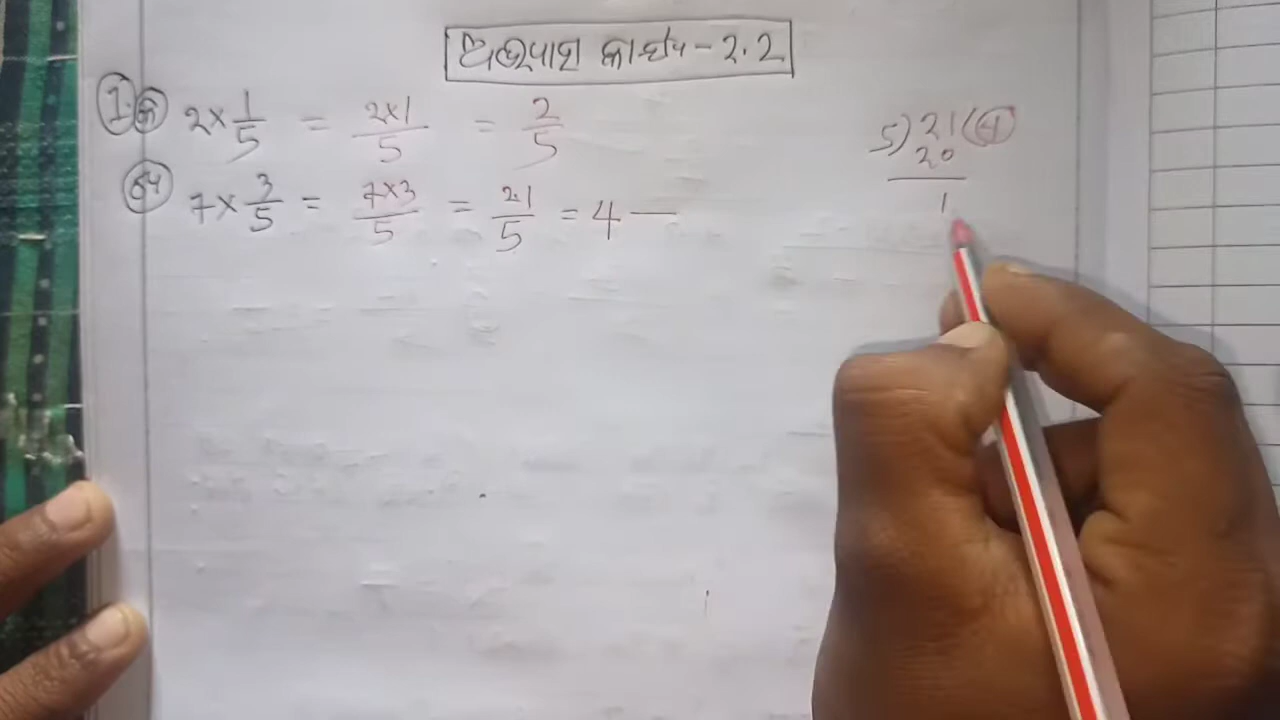 ଅଭ୍ୟାସ କାର୍ଯ୍ୟ - 2.2
1. କ 2 × 1/5 = 2×1/5 = 2/5
ଖ 7 × 3/5 = 7×3/5 = 21/5 = 4 —
5) 21 (4
20
1